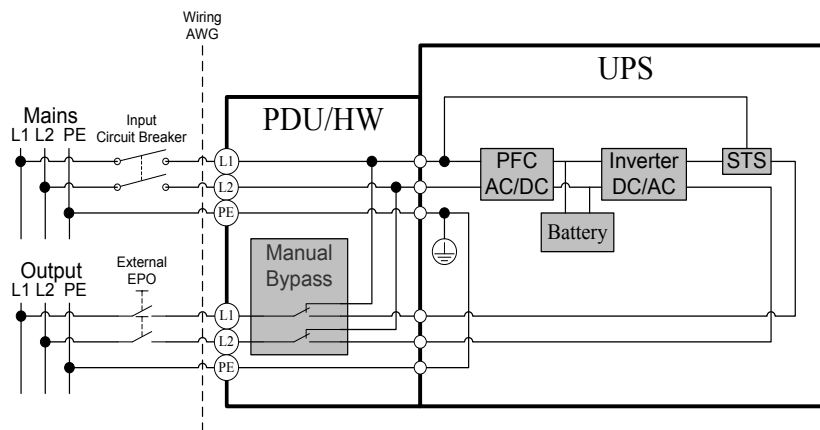 Wiring
AWG
UPS
PDU/HW
Mains
L1 L2 PE
Input
Circuit Breaker
L1
L2
PE
PFC
AC/DC
Inverter
DC/AC
STS
Battery
Manual
Bypass
Output
L1 L2 PE
External
EPO
L1
L2
PE